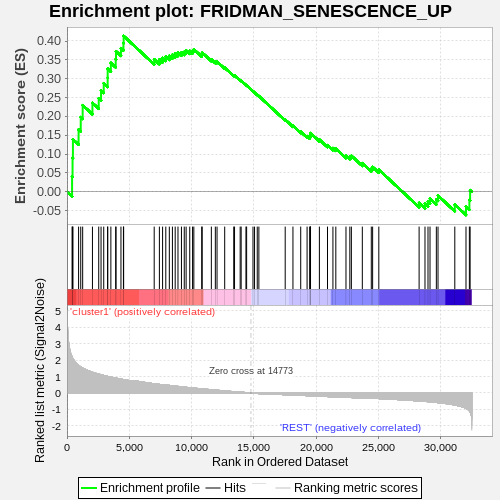 Enrichment plot: FRIDMAN_SENESCENCE_UP
Enrichment score (ES)
0.40
0.35
0.30
0.25
0.20
0.15
0.10
0.05
0.00
-0.05
'cluster1' (positively correlated)
Ranked list metric (Signal2Noise)
5
4
3
2
1
0
-1
-2
Zero cross at 14773
'REST' (negatively correlated)
0
5,000
10,000
15,000
20,000
25,000
30,000
Rank in Ordered Dataset
Enrichment profile
Hits
Ranking metric scores